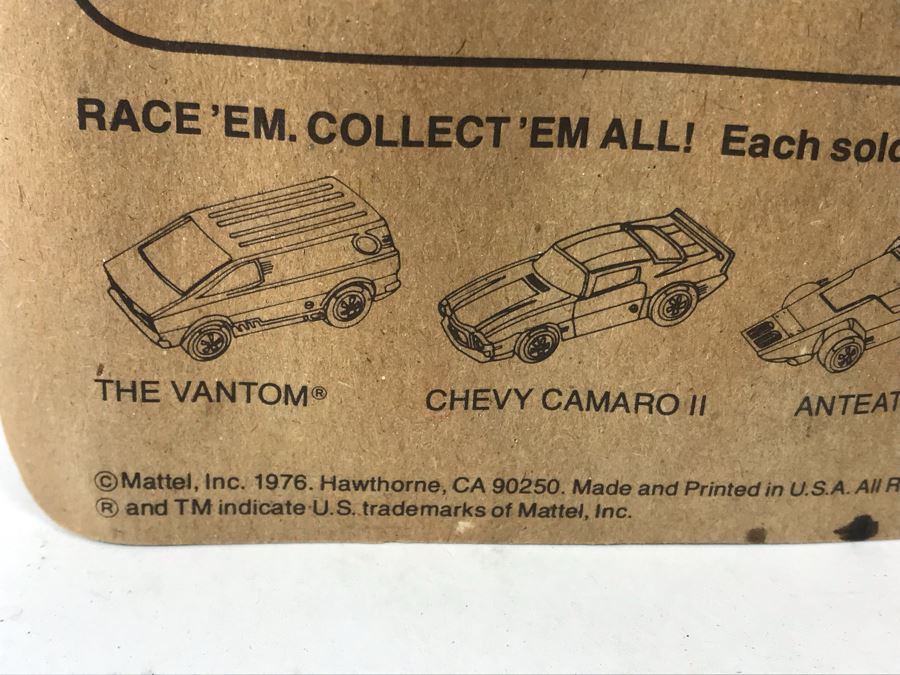 RACE 'EM. COLLECT 'EM ALL! Each
THE VANTOM®
CHEVY CAMARO II
©Mattel, Inc. 1976. Hawthorne, CA 90250. Made and Printed in U.S.A. All
® and TM indicate U.S. trademarks of Mattel, Inc.